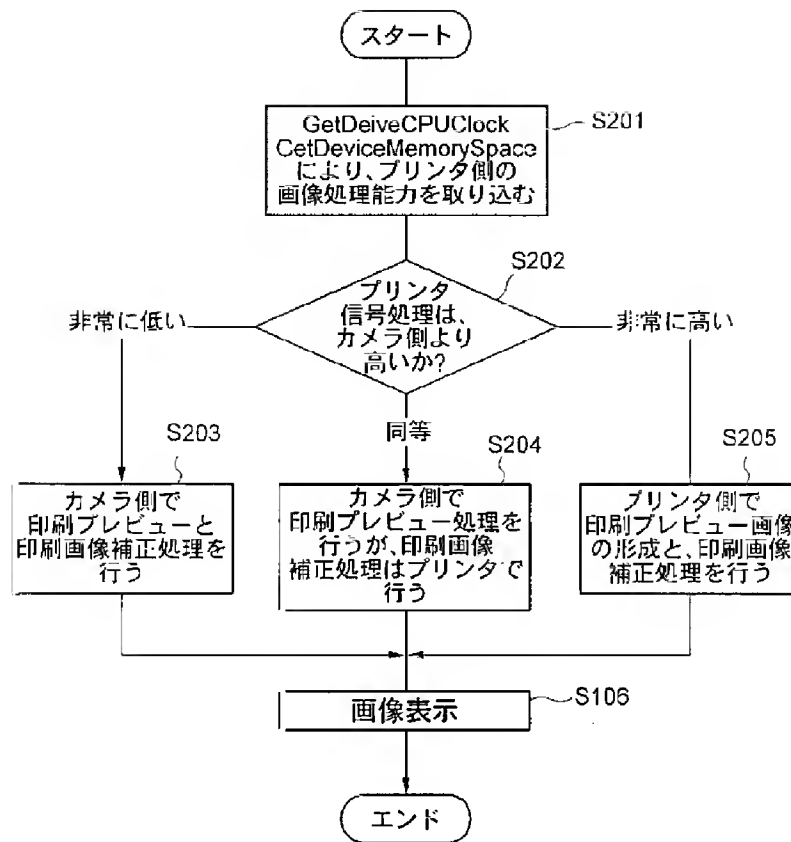 スタート
GetDeiveCPUClock
CetDeviceMemorySpace
により、プリンタ側の
画像処理能力を取り込む
S201
プリンタ
信号処理は、
カメラ側より
高いか?
S202
非常に低い
同等
非常に高い
S203
カメラ側で
印刷プレビューと
印刷画像補正処理を
行う
S204
カメラ側で
印刷プレビュー処理を
行うが、印刷画像
補正処理はプリンタで
行う
S205
プリンタ側で
印刷プレビュー画像
の形成と、印刷画像
補正処理を行う
画像表示
S106
エンド